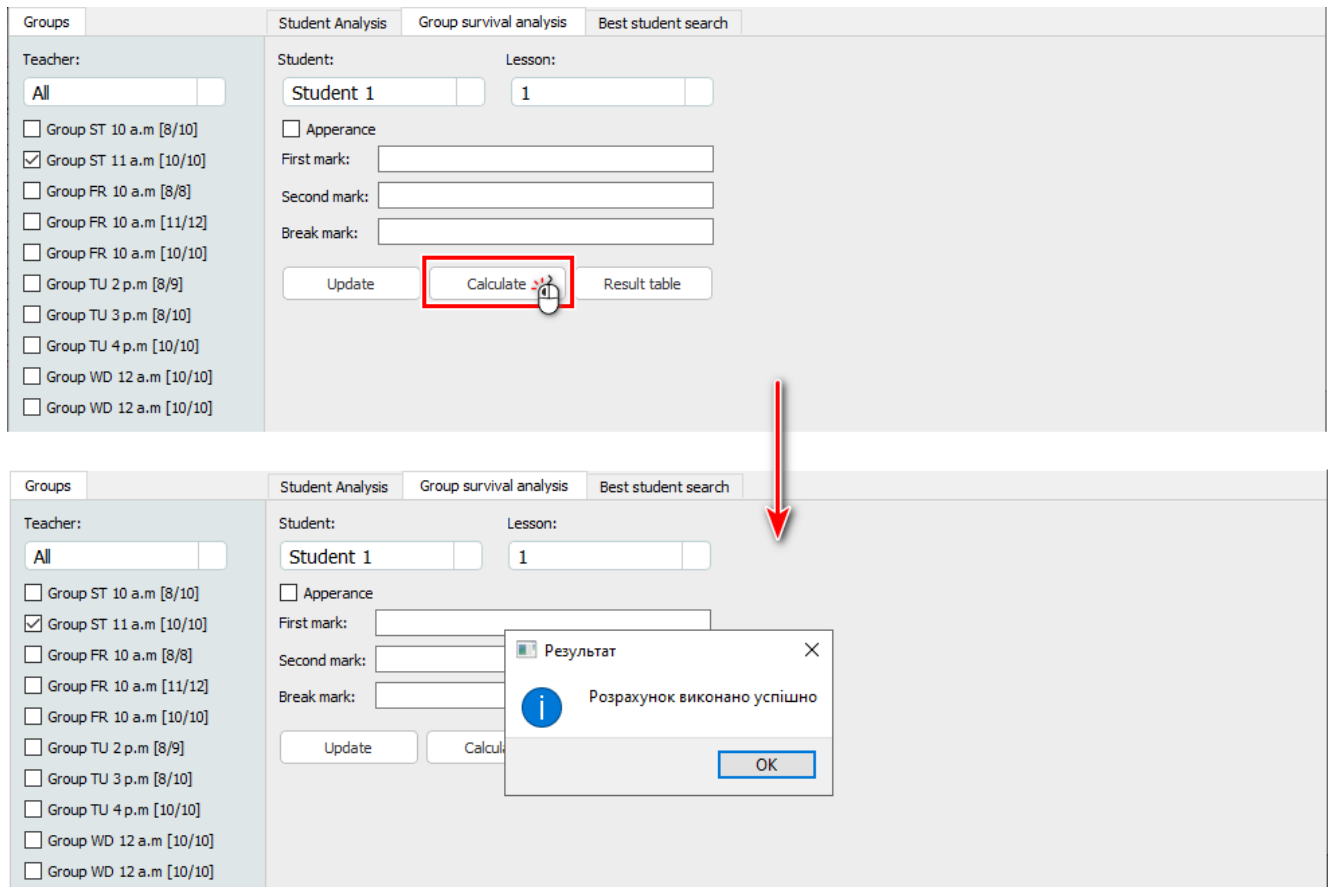 Groups
Student Analysis Group survival analysis Best student search
Teacher:
All
Group ST 10 a.m [8/10]
Group ST 11 a.m [10/10]
Group FR 10 a.m [8/8]
Group FR 10 a.m [11/12]
Group FR 10 a.m [10/10]
Group TU 2 p.m [8/9]
Group TU 3 p.m [8/10]
Group TU 4 p.m [10/10]
Group WD 12 a.m [10/10]
Group WD 12 a.m [10/10]
Student: Lesson:
Student 1 1
Apperance
First mark:
Second mark:
Break mark:
Update Calculate Result table
Groups
Student Analysis Group survival analysis Best student search
Teacher:
All
Group ST 10 a.m [8/10]
Group ST 11 a.m [10/10]
Group FR 10 a.m [8/8]
Group FR 10 a.m [11/12]
Group FR 10 a.m [10/10]
Group TU 2 p.m [8/9]
Group TU 3 p.m [8/10]
Group TU 4 p.m [10/10]
Group WD 12 a.m [10/10]
Group WD 12 a.m [10/10]
Student: Lesson:
Student 1 1
Apperance
First mark:
Second mark:
Break mark:
Update Calcul
Результат
Розрахунок виконано успішно
OK